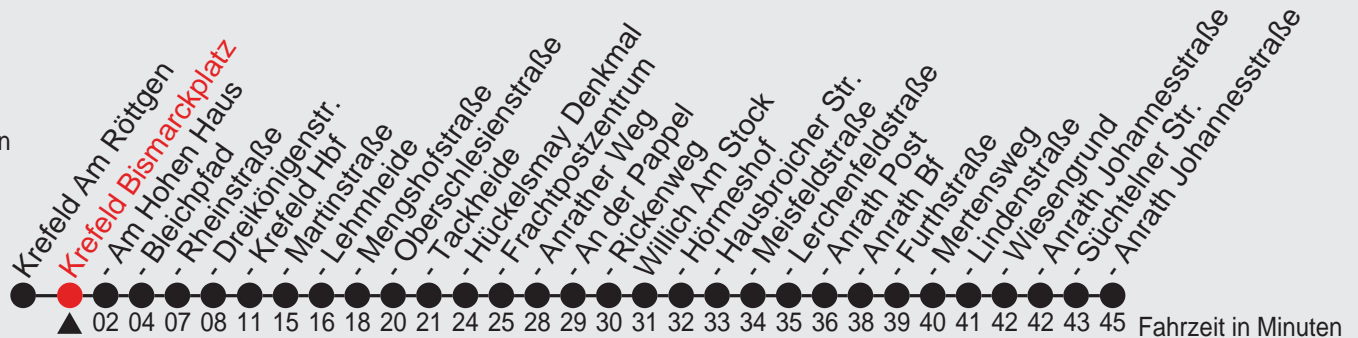 n
Krefeld Am Röttgen
Krefeld Bismarckplatz
- Am Hohen Haus
- Bleichpfad
- Rheinstraße
- Dreikönigenstr.
- Krefeld Hbf
- Martinstraße
- Lehmheide
- Mengshofstraße
- Oberschlesienstraße
- Tackheide
- Hückelsmay Denkmal
- Frachtpostzentrum
- Anrather Weg
- An der Pappel
- Rickenweg
Willich Am Stock
- Hörmeshof
- Hausbroicher Str.
- Meisfeldstraße
- Lerchenfeldstraße
- Anrath Post
- Anrath Bf
- Furthstraße
- Mertensweg
- Lindenstraße
- Wiesengrund
- Anrath Johannesstraße
- Süchtelner Str.
- Anrath Johannesstraße
02 04 07 08 11 15 16 18 20 21 24 25 28 29 30 31 32 33 34 35 36 38 39 40 41 42 42 43 45 Fahrzeit in Minuten